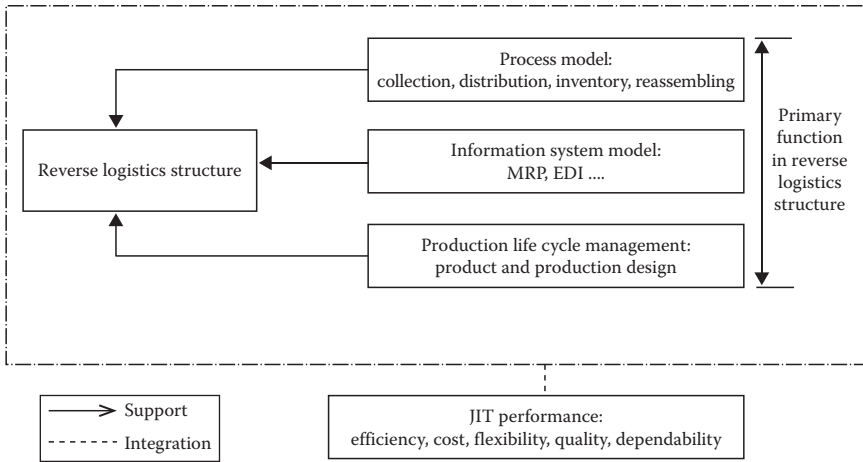 Process model:
collection, distribution, inventory, reassembling
Reverse logistics structure
Information system model:
MRP, EDI ....
Production life cycle management:
product and production design
Primary
function
in reverse
logistics
structure
Support
Integration
JIT performance:
efficiency, cost, flexibility, quality, dependability